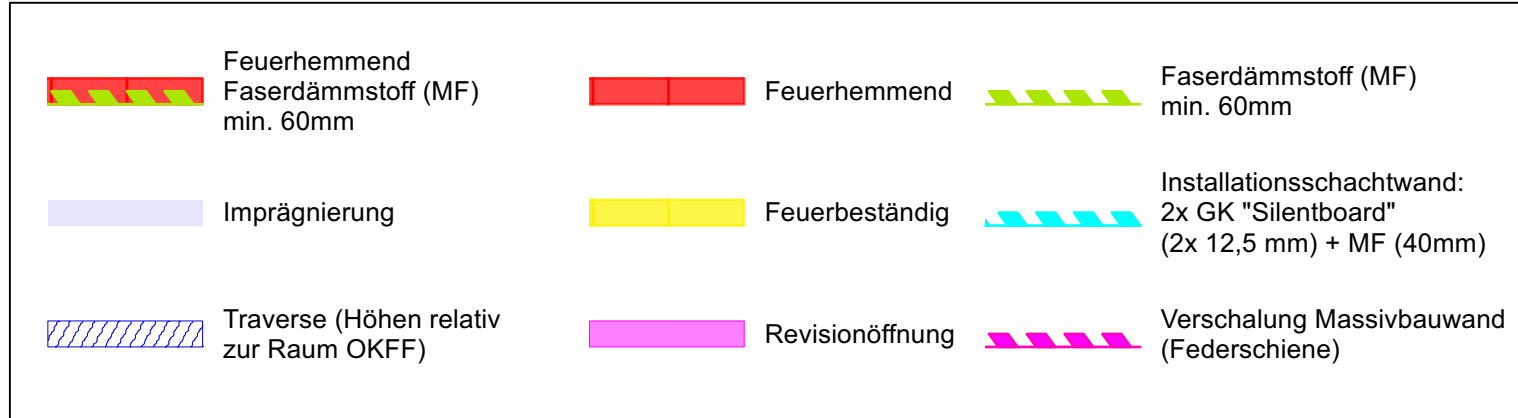 Feuerhemmend
Faserdämmstoff (MF)
min. 60mm
Feuerhemmend
Faserdämmstoff (MF)
min. 60mm
Imprägnierung
Feuerbeständig
Installationsschachtwand:
2x GK "Silentboard"
(2x 12,5 mm) + MF (40mm)
Traverse (Höhen relativ
zur Raum OKFF)
Revisionöffnung
Verschalung Massivbauwand
(Federschiene)